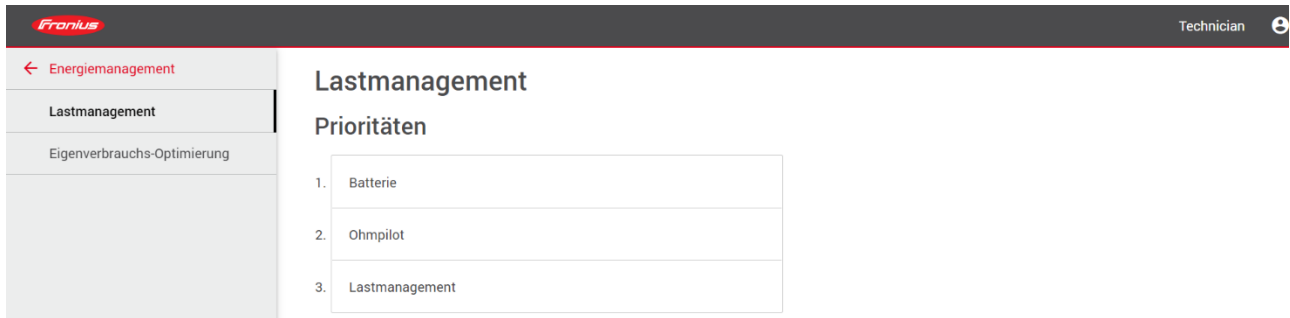 Fronius
Technician
Energiemanagement
Lastmanagement
Eigenverbrauchs-Optimierung
Lastmanagement
Prioritäten
1. Batterie
2. Ohmpilot
3. Lastmanagement